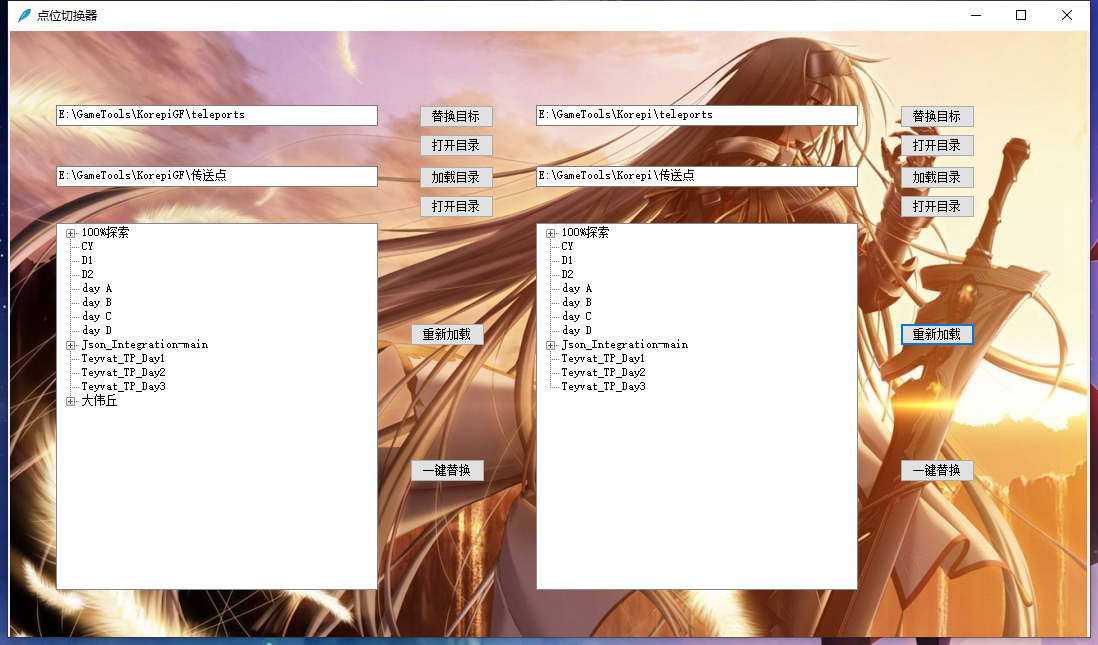 点位切换器
E:\GameTools\KorepiGF\teleports
替换目标
E:\GameTools\Korepi\teleports
替换目标
打开目录
打开目录
E:\GameTools\KorepiGF\传送点
加载目录
E:\GameTools\Korepi\传送点
加载目录
打开目录
打开目录
100%探索
CY
D1
D2
day A
day B
day C
day D
Json_Integration-main
Teyvat_TP_Day1
Teyvat_TP_Day2
Teyvat_TP_Day3
大伟丘
重新加载
一键替换
100%探索
CY
D1
D2
day A
day B
day C
day D
Json_Integration-main
Teyvat_TP_Day1
Teyvat_TP_Day2
Teyvat_TP_Day3
重新加载
一键替换